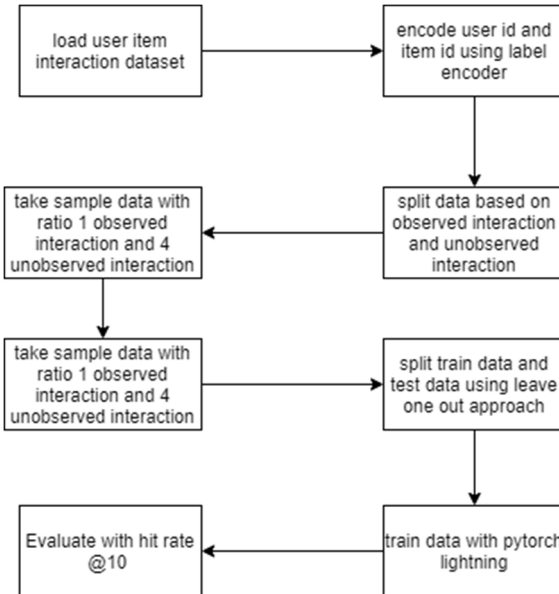 load user item
interaction dataset
encode user id and
item id using label
encoder
split data based on
observed interaction
and unobserved
interaction
take sample data with
ratio 1 observed
interaction and 4
unobserved interaction
take sample data with
ratio 1 observed
interaction and 4
unobserved interaction
split train data and
test data using leave
one out approach
train data with pytorch
lightning
Evaluate with hit rate
@10